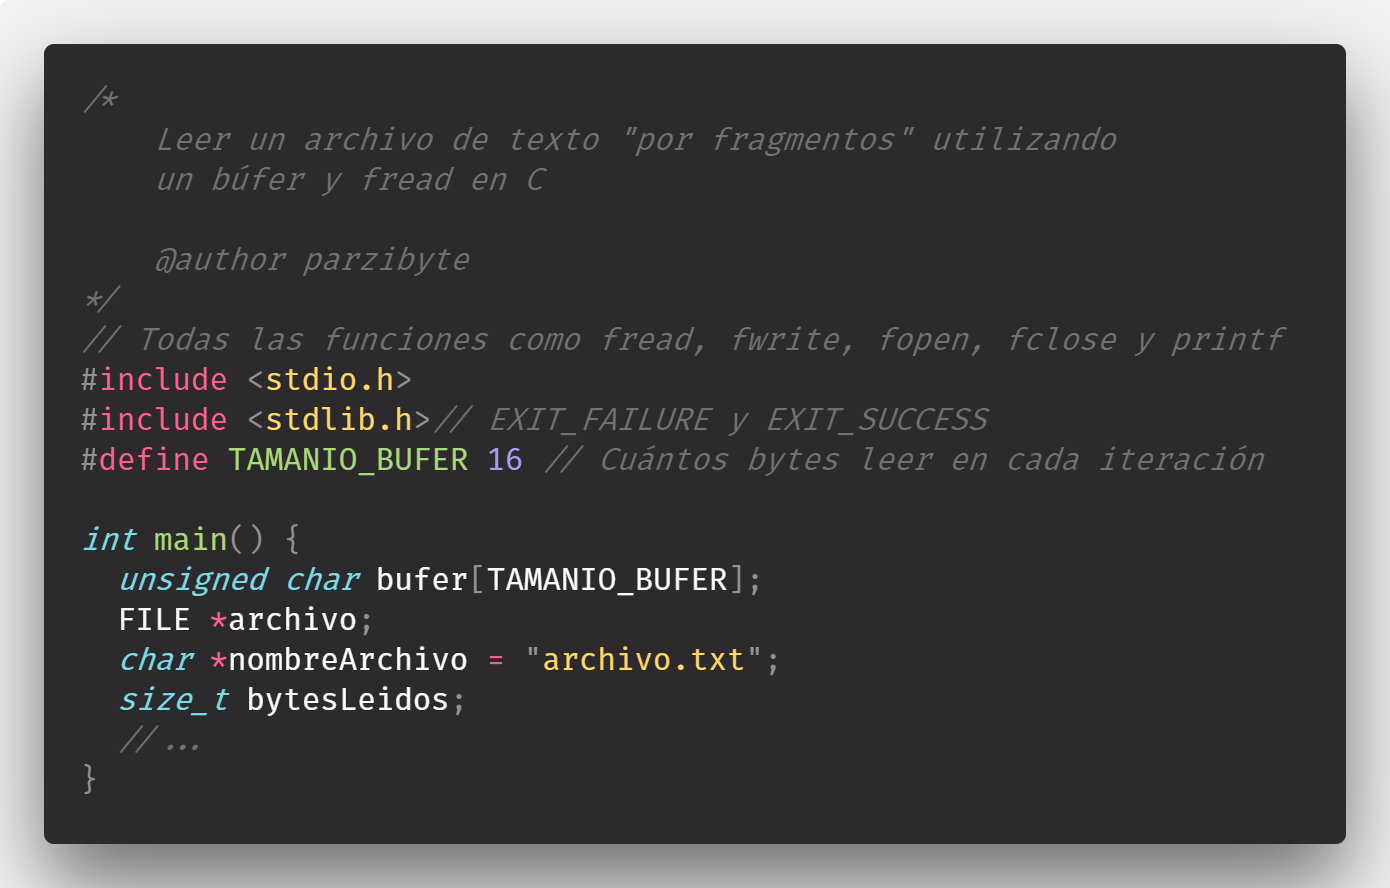 /*
Leer un archivo de texto "por fragmentos" utilizando
un búfer y fread en C
@author parzibyte
*/
// Todas las funciones como fread, fwrite, fopen, fclose y printf
#include <stdio.h>
#include <stdlib.h>// EXIT_FAILURE y EXIT_SUCCESS
#define TAMANIO_BUFER 16 // Cuántos bytes leer en cada iteración
int main() {
unsigned char bufer[TAMANIO_BUFER];
FILE *archivo;
char *nombreArchivo = "archivo.txt";
size_t bytesLeidos;
//...
}